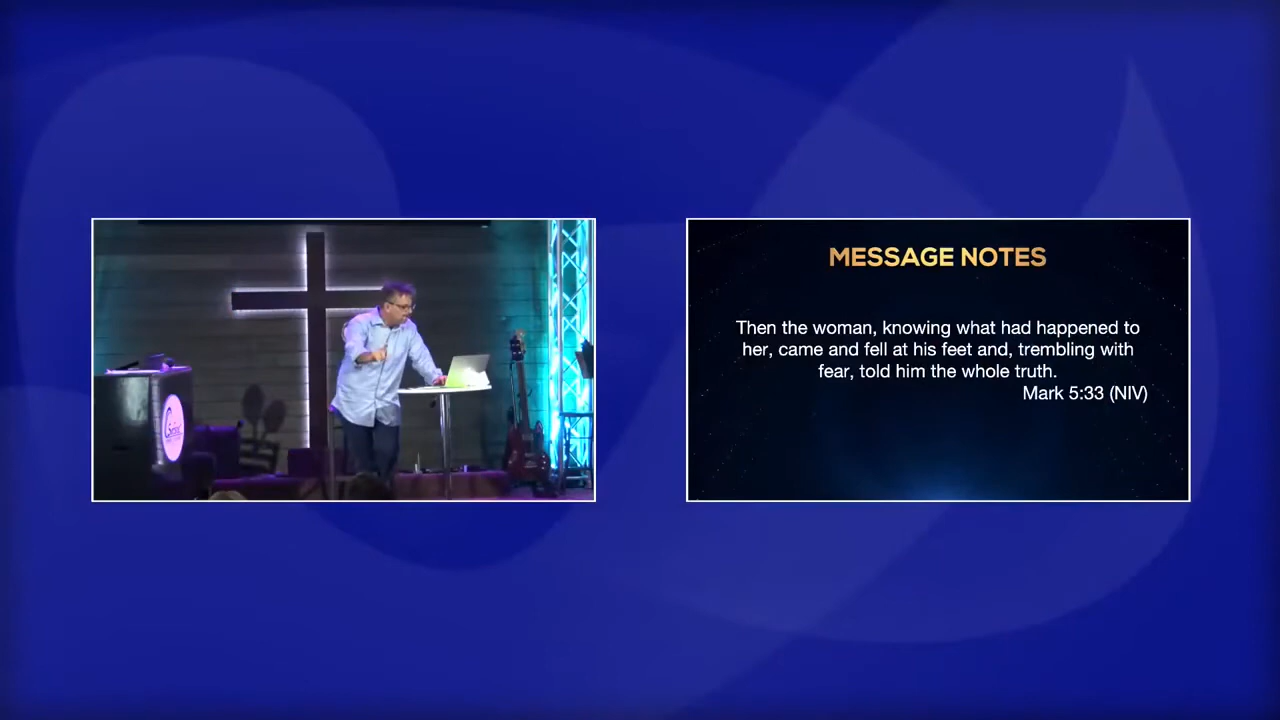 MESSAGE NOTES
Then the woman, knowing what had happened to
her, came and fell at his feet and, trembling with
fear, told him the whole truth.
Mark 5:33 (NIV)